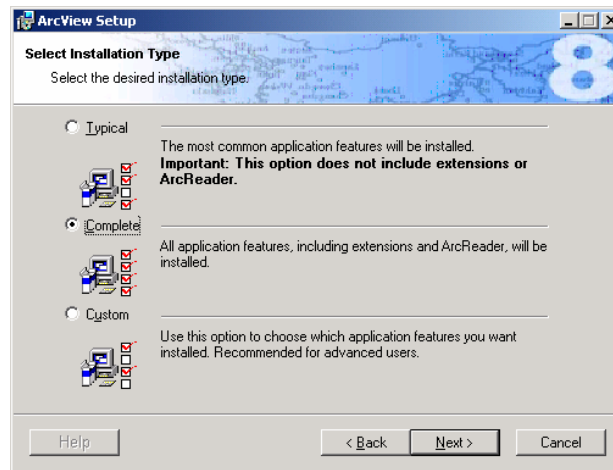 ArcView Setup
Select Installation Type
Select the desired installation type.
8
Typical
The most common application features will be installed.
Important: This option does not include extensions or
ArcReader.
Complete
All application features, including extensions and ArcReader, will be
installed.
Custom
Use this option to choose which application features you want
installed. Recommended for advanced users.
Help
< Back
Next >
Cancel